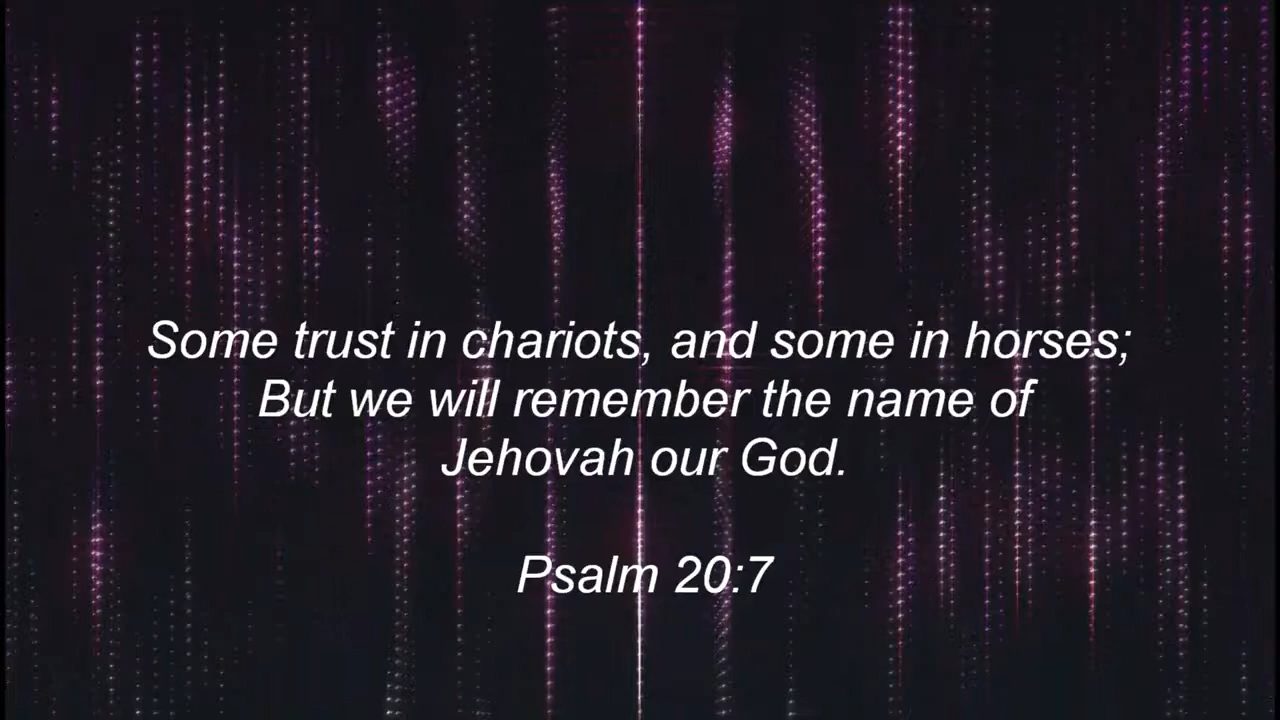 Some trust in chariots, and some in horses;
But we will remember the name of
Jehovah our God.
Psalm 20:7